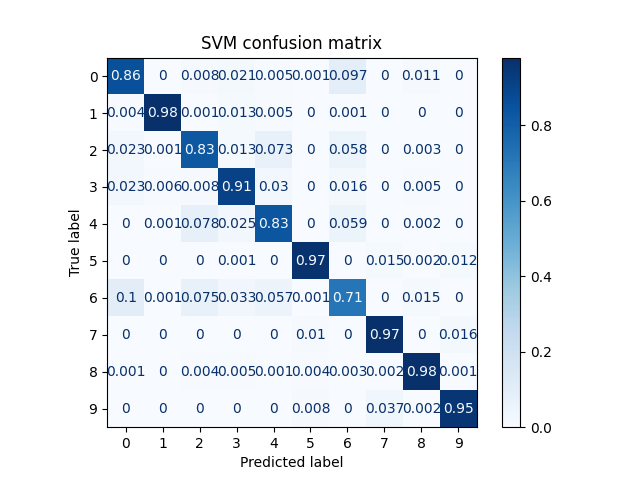 SVM confusion matrix
True label
0 0.86 0 0.008 0.021 0.005 0.001 0.097 0 0.011 0
1 0.004 0.98 0.001 0.013 0.005 0 0.001 0 0 0
2 0.023 0.001 0.83 0.013 0.073 0 0.058 0 0.003 0
3 0.023 0.006 0.008 0.91 0.03 0 0.016 0 0.005 0
4 0 0.001 0.078 0.025 0.83 0 0.059 0 0.002 0
5 0 0 0 0.001 0 0.97 0 0.015 0.002 0.012
6 0.1 0.001 0.075 0.033 0.057 0.001 0.71 0 0.015 0
7 0 0 0 0 0 0.01 0 0.97 0 0.016
8 0.001 0 0.004 0.005 0.001 0.004 0.003 0.002 0.98 0.001
9 0 0 0 0 0 0.008 0 0.037 0.002 0.95
0 1 2 3 4 5 6 7 8 9
Predicted label
0.8
0.6
0.4
0.2
0.0